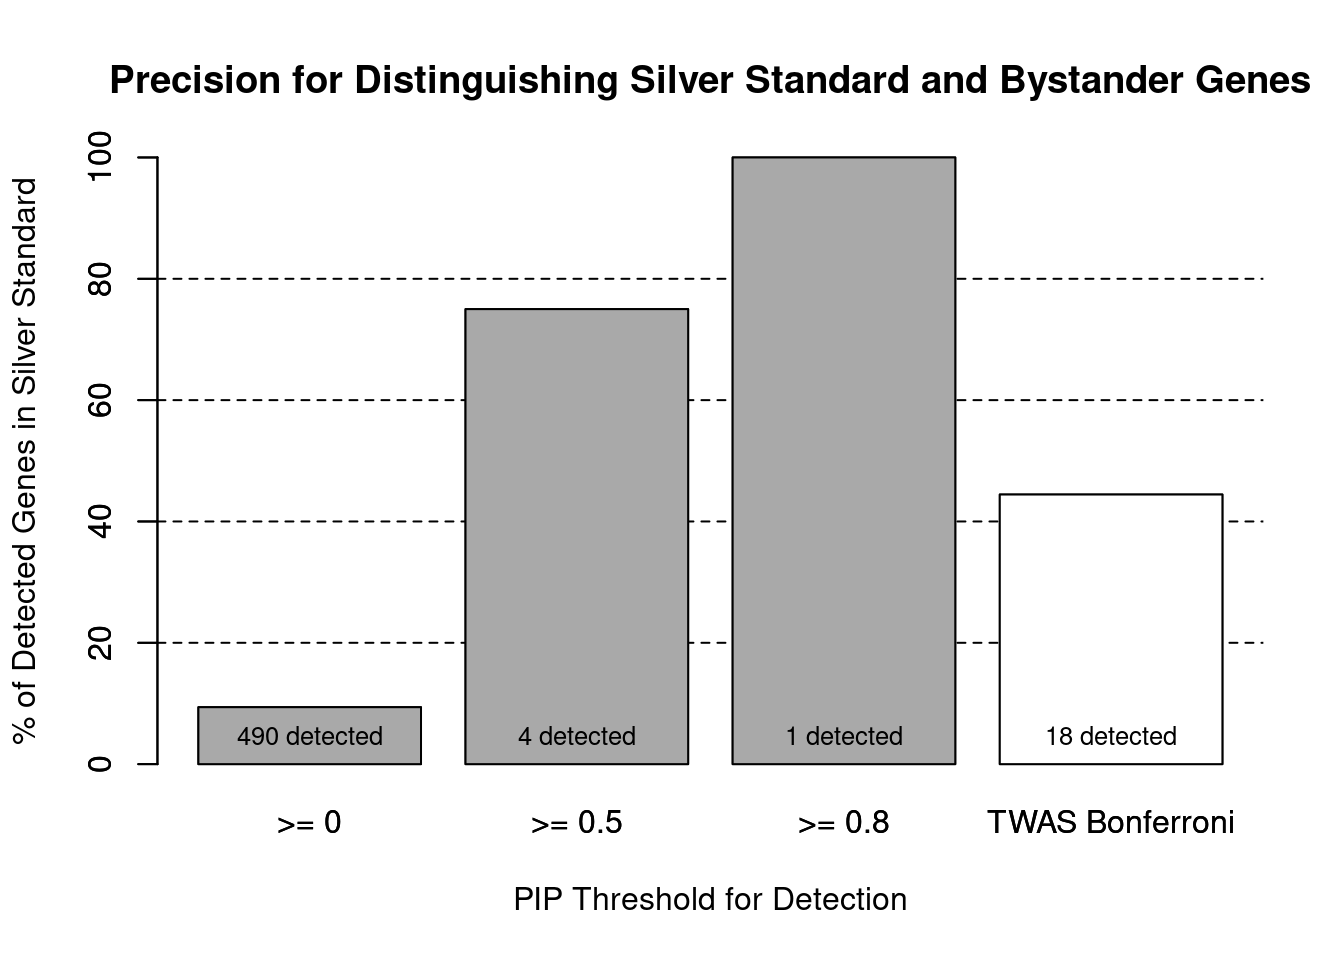 Precision for Distinguishing Silver Standard and Bystander Genes
% of Detected Genes in Silver Standard
100
80
60
40
20
0
490 detected
4 detected
1 detected
18 detected
>= 0
>= 0.5
>= 0.8
TWAS Bonferroni
PIP Threshold for Detection